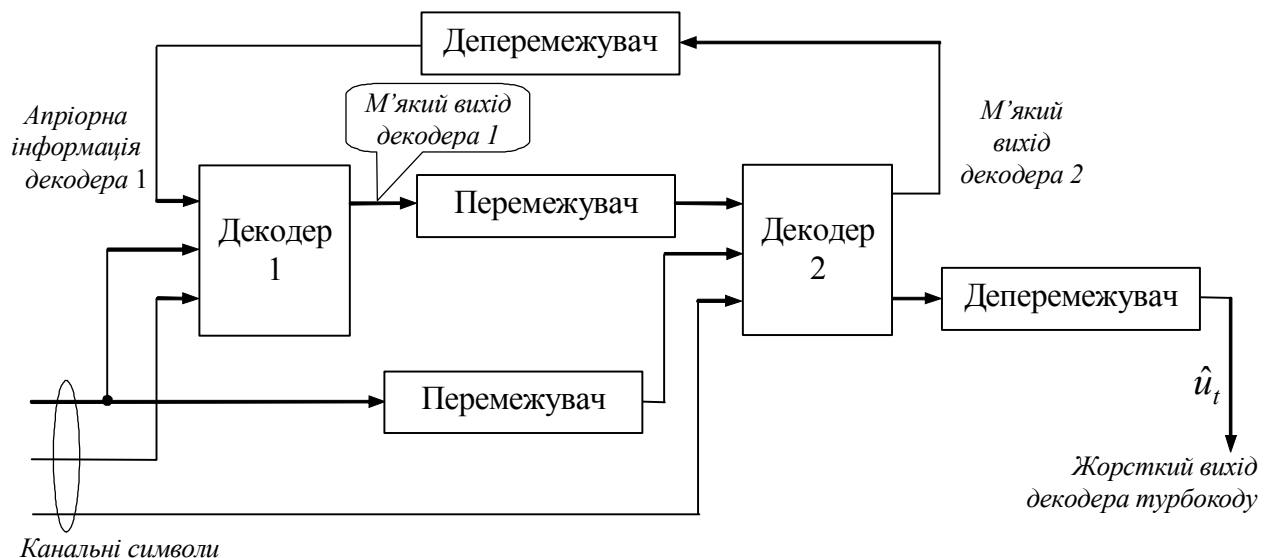 Деперемежувач
М’який вихід
декодера 1
Апріорна
інформація
декодера 1
М’який
вихід
декодера 2
Декодер
1
Перемежувач
Декодер
2
Деперемежувач
Перемежувач
û_t
Жорсткий вихід
декодера турбокоду
Канальні символи